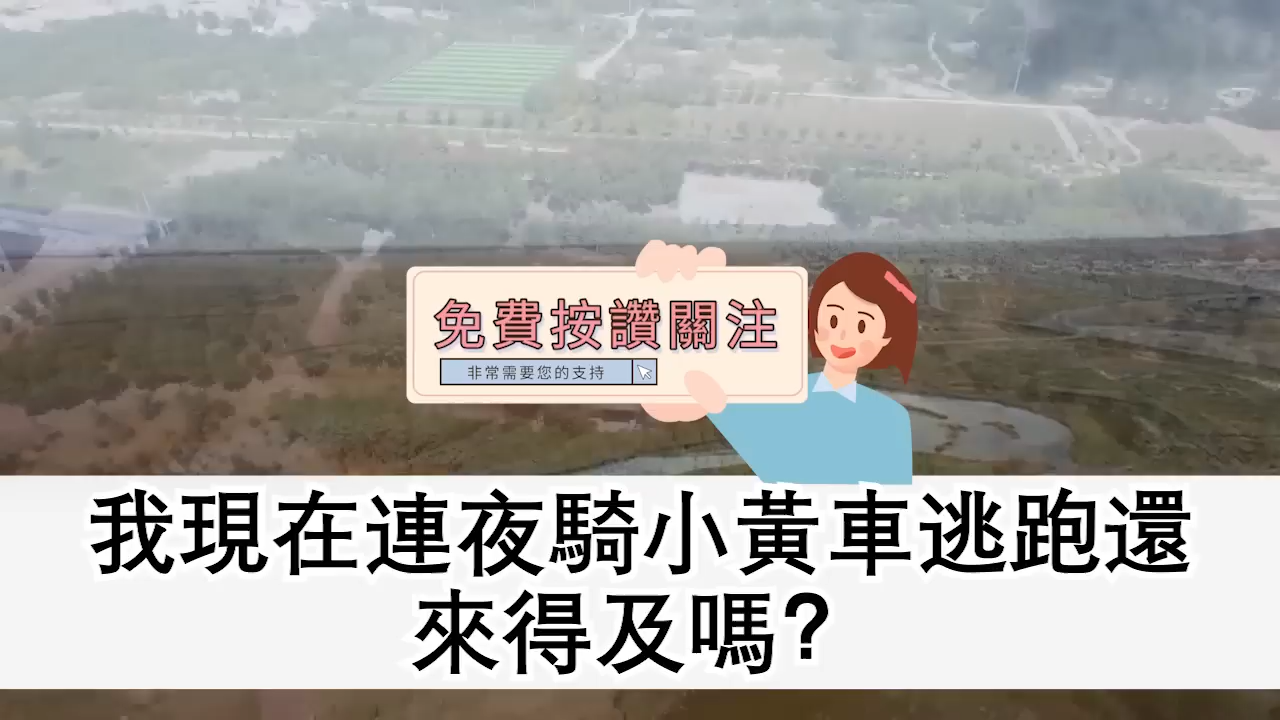 免費按讚關注
非常需要您的支持
我現在連夜騎小黃車逃跑還
來得及嗎?